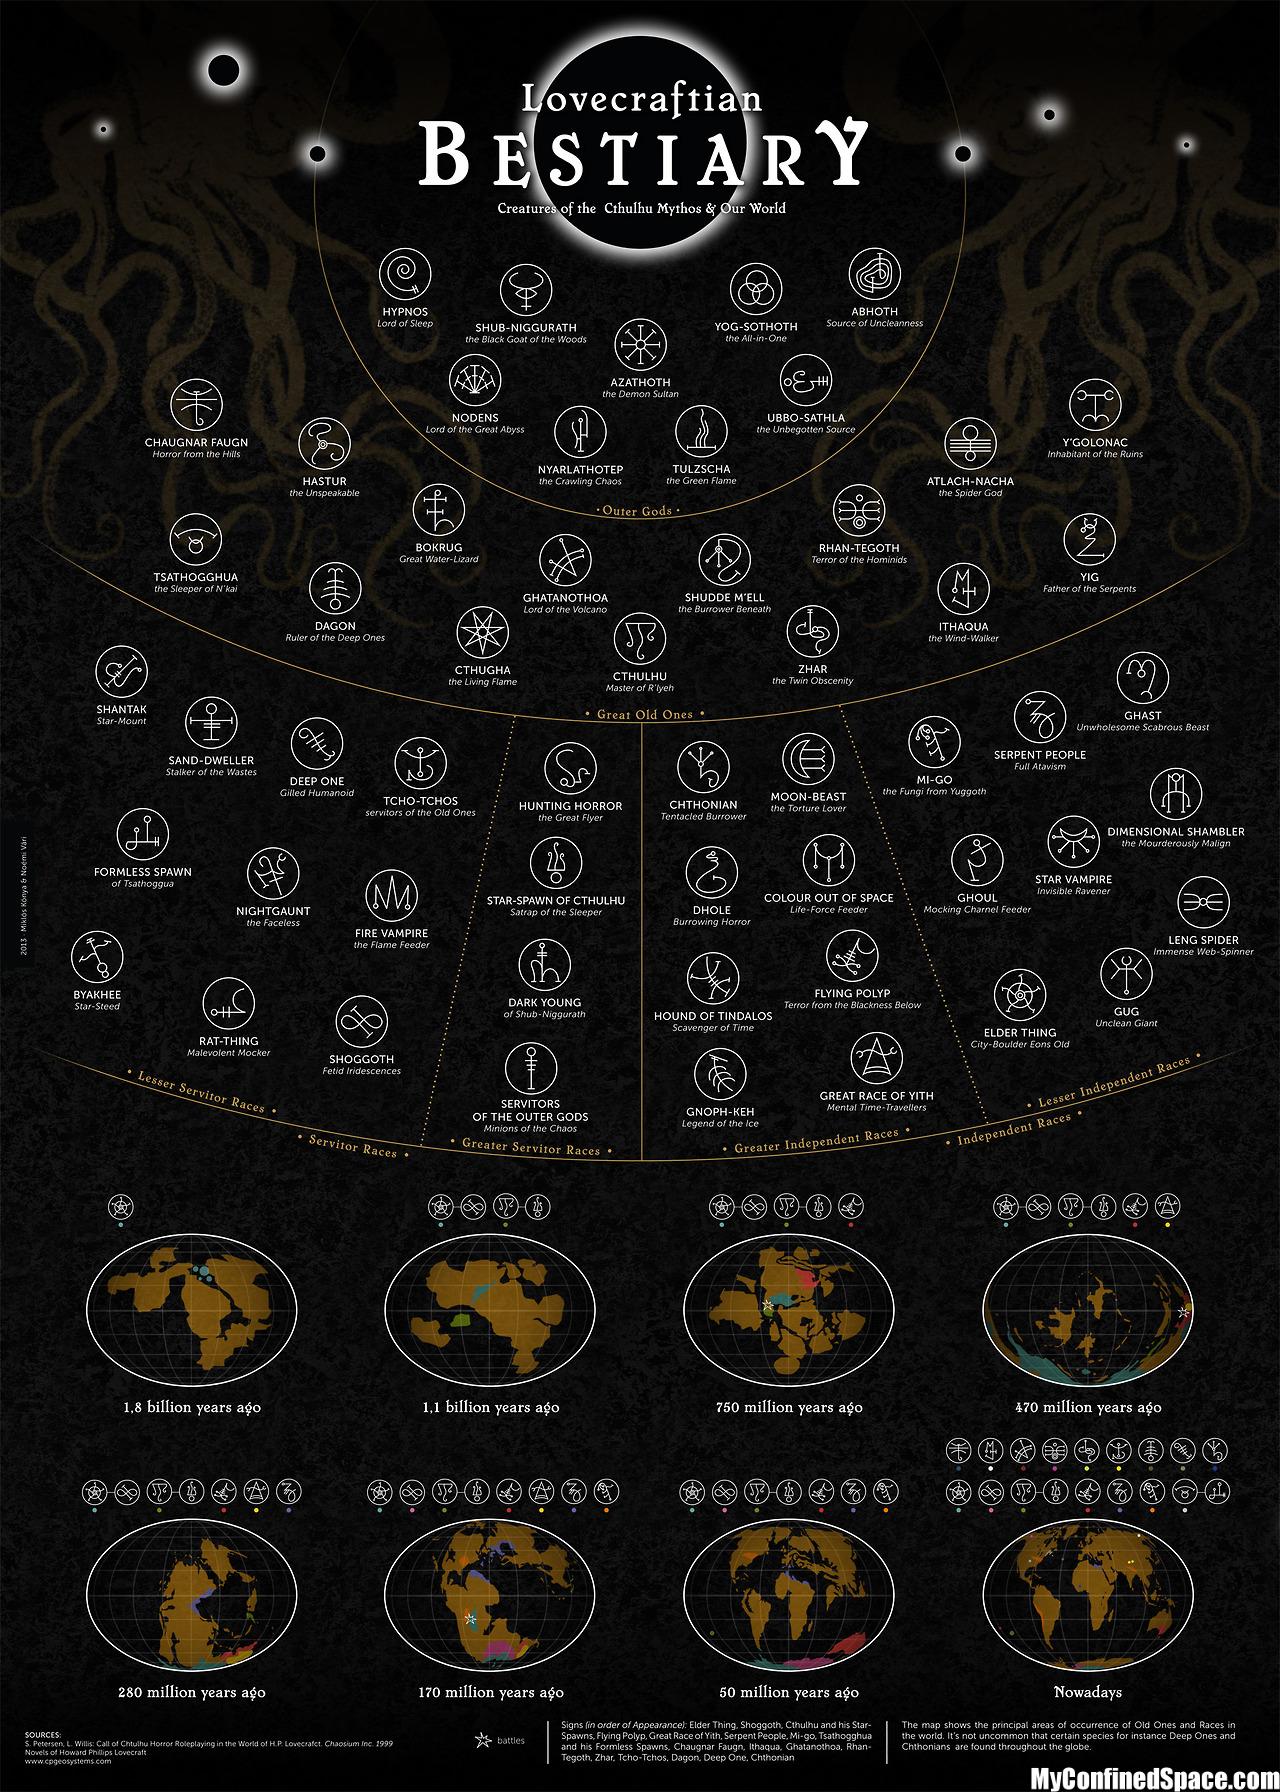 Lovecraftian
BESTIARY
Creatures of the Cthulhu Mythos & Our World
HYPNOS
Lord of Sleep
SHUB-NIGGURATH
the Black Goat of the Woods
YOG-SOTHOTH
the All-in-One
ABHOTH
Source of Uncleanness
AZATHOTH
the Demon Sultan
NODENS
Lord of the Great Abyss
UBBO-SATHLA
the Unbegotten Source
NYARLATHOTEP
the Crawling Chaos
TULZSCHA
the Green Flame
• Outer Gods •
CHAUGNAR FAUGN
Horror from the Hills
HASTUR
the Unspeakable
Y'GOLONAC
Inhabitant of the Ruins
ATLACH-NACHA
the Spider God
BOKRUG
Great Water-Lizard
RHAN-TEGOTH
Terror of the Hominids
TSATHOGGHUA
the Sleeper of N'kai
GHATANOTHOA
Lord of the Volcano
SHUDDE M'ELL
the Burrower Beneath
YIG
Father of the Serpents
DAGON
Ruler of the Deep Ones
ITHAQUA
the Wind-Walker
CTHUGHA
the Living Flame
CTHULHU
Master of R'lyeh
ZHAR
the Twin Obscenity
• Great Old Ones •
SHANTAK
Star-Mount
SAND-DWELLER
Stalker of the Wastes
DEEP ONE
Gilled Humanoid
TCHO-TCHOS
servitors of the Old Ones
FORMLESS SPAWN
of Tsathoggua
NIGHTGAUNT
the Faceless
FIRE VAMPIRE
the Flame Feeder
BYAKHEE
Star-Steed
RAT-THING
Malevolent Mocker
SHOGGOTH
Fetid Iridescences
• Lesser Servitor Races •
• Servitor Races •
HUNTING HORROR
the Great Flyer
STAR-SPAWN OF CTHULHU
Satrap of the Sleeper
DARK YOUNG
of Shub-Niggurath
SERVITORS
OF THE OUTER GODS
Minions of the Chaos
• Greater Servitor Races •
CHTHONIAN
Tentacled Burrower
MOON-BEAST
the Torture Lover
DHOLE
Burrowing Horror
COLOUR OUT OF SPACE
Life-Force Feeder
HOUND OF TINDALOS
Scavenger of Time
FLYING POLYP
Terror from the Blackness Below
GNOPH-KEH
Legend of the Ice
GREAT RACE OF YITH
Mental Time-Travellers
• Greater Independent Races •
MI-GO
the Fungi from Yuggoth
SERPENT PEOPLE
Full Atavism
GHAST
Unwholesome Scabrous Beast
DIMENSIONAL SHAMBLER
the Mourderously Malign
STAR VAMPIRE
Invisible Ravener
GHOUL
Mocking Channel Feeder
LENG SPIDER
Immense Web-Spinner
GUG
Unclean Giant
ELDER THING
City-Boulder Eons Old
• Lesser Independent Races •
• Independent Races •
2013 - Miklós Kónya & Noémi Vári
1,8 billion years ago
1,1 billion years ago
750 million years ago
470 million years ago
280 million years ago
170 million years ago
50 million years ago
Nowadays
SOURCES:
S. Petersen, L. Willis: Call of Chtuhlu Horror Roleplaying in the World of H.P. Lovecrafct. Chaosium Inc. 1999
Novels of Howard Phillips Lovecraft
www.cpgeosystems.com
battles
Signs (in order of Appearance): Elder Thing, Shoggoth, Cthulhu and his Star-
Spawns, Flying Polyp, Great Race of Yith, Serpent People, Mi-go, Tsathogghua
and his Formless Spawns, Chaugnar Faugn, Ithaqua, Ghatanothoa, Rhan-
Tegoth, Zhar, Tcho-Tchos, Dagon, Deep One, Chthonian
The map shows the principal areas of occurrence of Old Ones and Races in
the world. It's not uncommon that certain species for instance Deep Ones and
Chthonians are found throughout the globe.
MyConfinedSpace.com